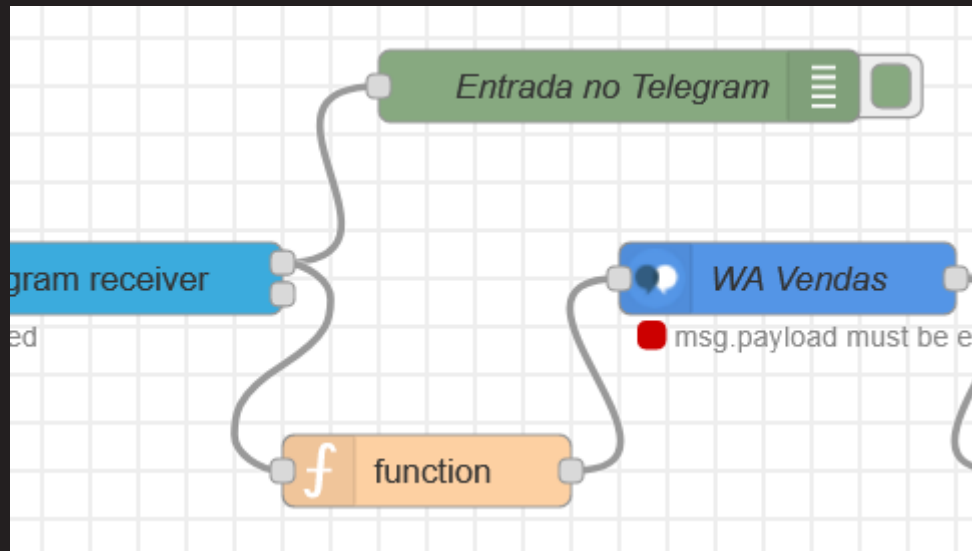 Entrada no Telegram
gram receiver
WA Vendas
ed
msg.payload must be e
function